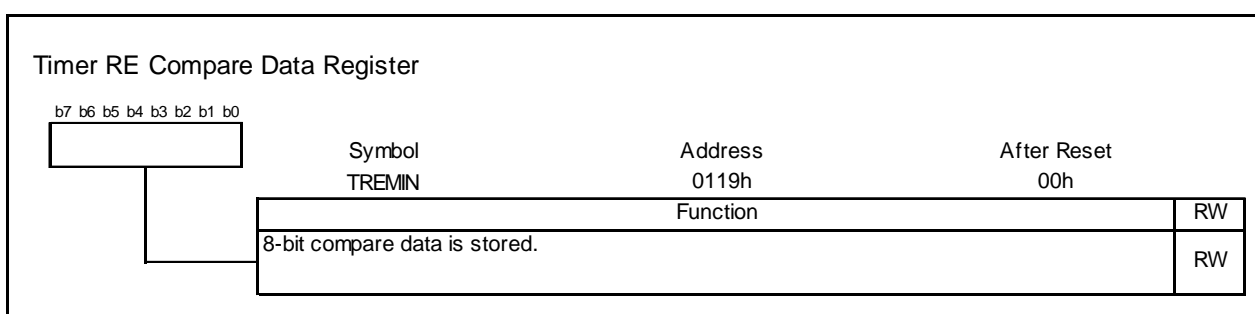 Timer RE Compare Data Register
b7 b6 b5 b4 b3 b2 b1 b0
Symbol Address After Reset
TREMIN 0119h 00h
Function RW
8-bit compare data is stored. RW